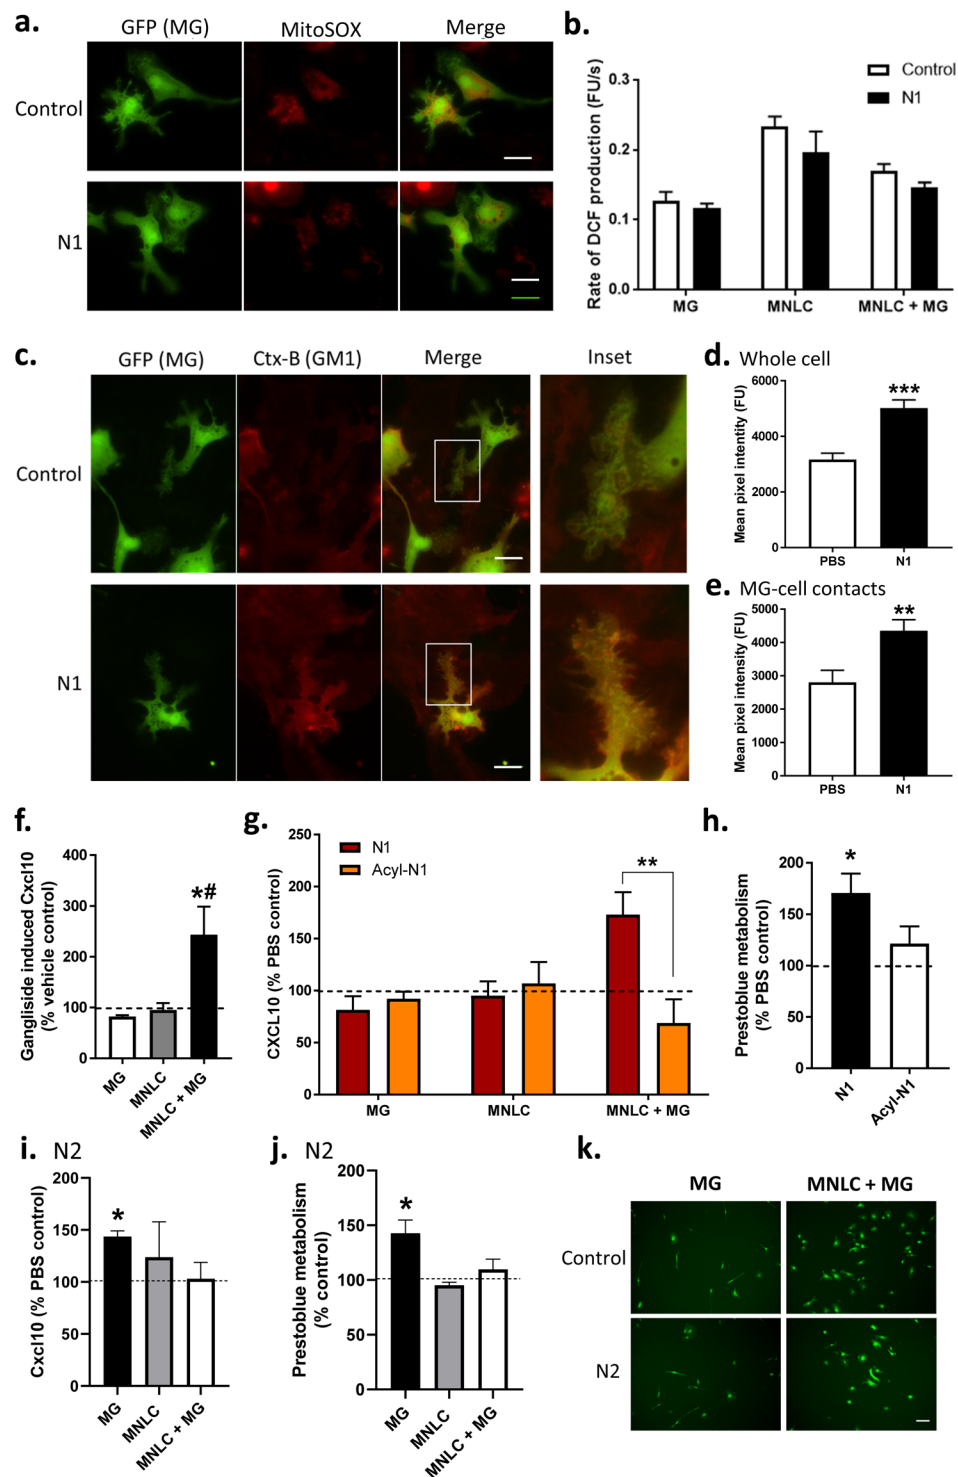 a.
GFP (MG) MitoSOX Merge
Control
N1
b.
Rate of DCF production (FU/s)
0.3
0.2
0.1
0.0
Control
N1
MG MNLC MNLC + MG
c.
GFP (MG) Ctx-B (GM1) Merge Inset
Control
N1
d. Whole cell
Mean pixel intentity (FU)
6000
4000
2000
0
***
PBS N1
e. MG-cell contacts
Mean pixel intensity (FU)
5000
4000
3000
2000
1000
0
**
PBS N1
f.
Gangliside induced Cxcl10
(% vehicle control)
400
300
200
100
0
*#
MG MNLC MNLC + MG
g.
CXCL10 (% PBS control)
250
200
150
100
50
0
N1
Acyl-N1
**
MG MNLC MNLC + MG
h.
Prestoblue metabolism
(% PBS control)
200
150
100
50
0
*
N1 Acyl-N1
i. N2
Cxcl10 (% PBS control)
200
150
100
50
0
*
MG MNLC MNLC + MG
j. N2
Prestoblue metabolism
(% control)
200
150
100
50
0
*
MG MNLC MNLC + MG
k.
MG MNLC + MG
Control
N2